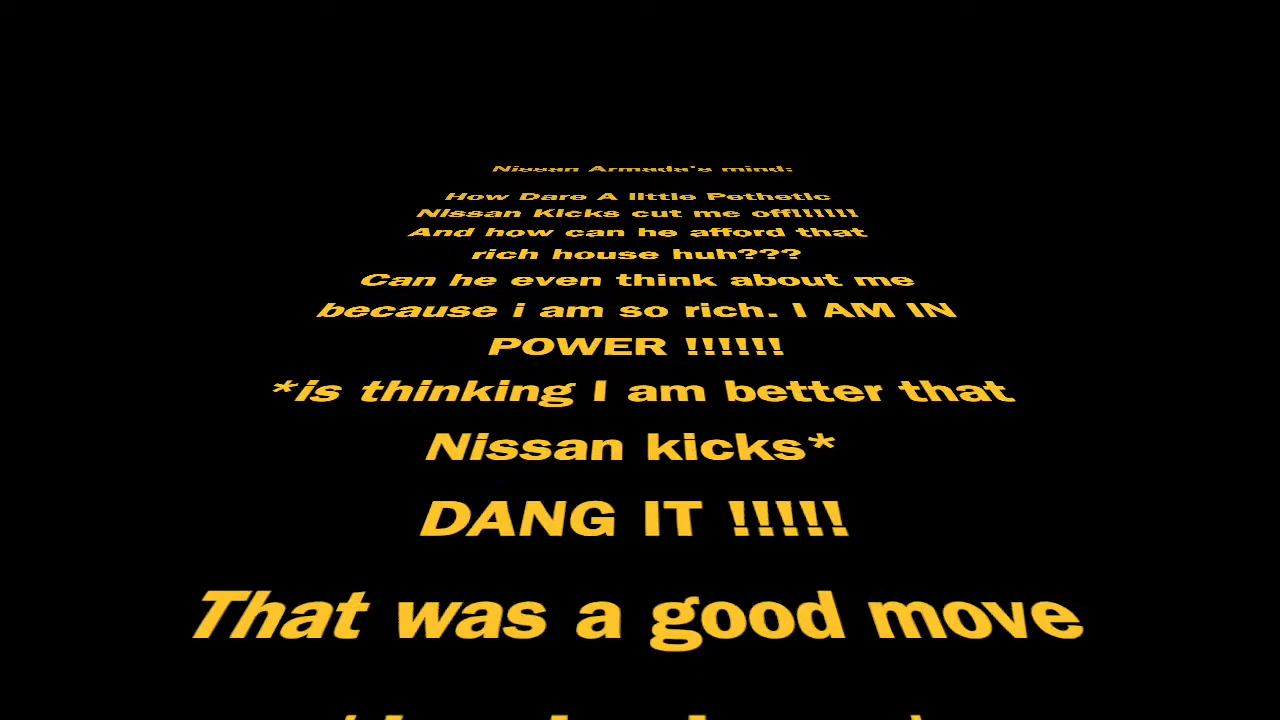 Nissan Armada's mind:
How Dare A little Pethetic
Nissan Kicks cut me off!!!!!!
And how can he afford that
rich house huh???
Can he even think about me
because i am so rich. I AM IN
POWER !!!!!!
*is thinking I am better that
Nissan kicks*
DANG IT !!!!!
That was a good move